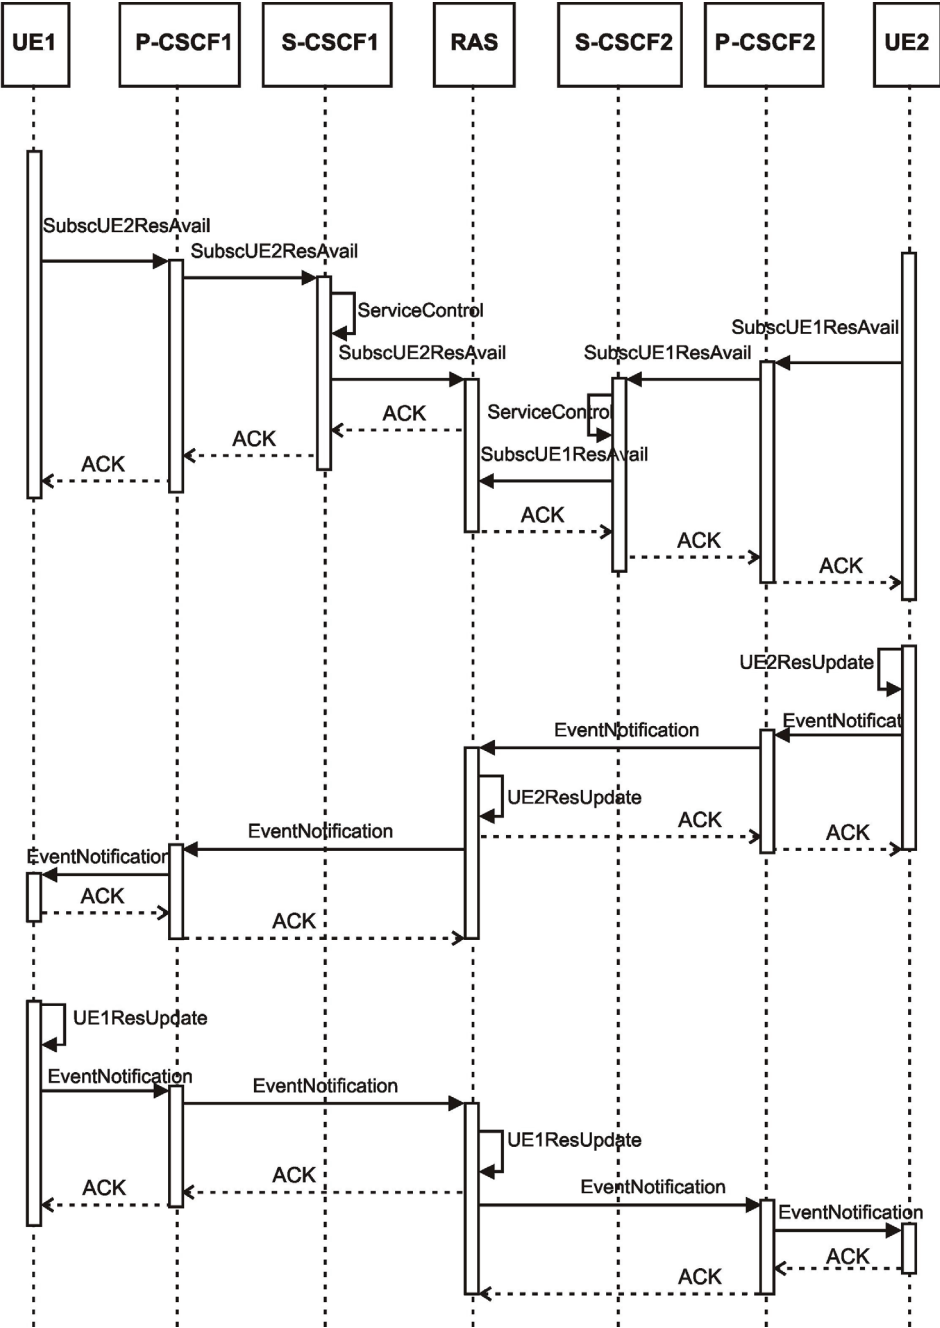 UE1
P-CSCF1
S-CSCF1
RAS
S-CSCF2
P-CSCF2
UE2
SubscUE2ResAvail
SubscUE2ResAvail
ServiceControl
SubscUE1ResAvail
SubscUE2ResAvail
SubscUE1ResAvail
ACK
ServiceControl
ACK
SubscUE1ResAvail
ACK
ACK
ACK
ACK
UE2ResUpdate
EventNotificat
EventNotification
UE2ResUpdate
ACK
EventNotification
ACK
EventNotification
ACK
ACK
UE1ResUpdate
EventNotification
EventNotification
UE1ResUpdate
ACK
ACK
EventNotification
EventNotification
ACK
ACK